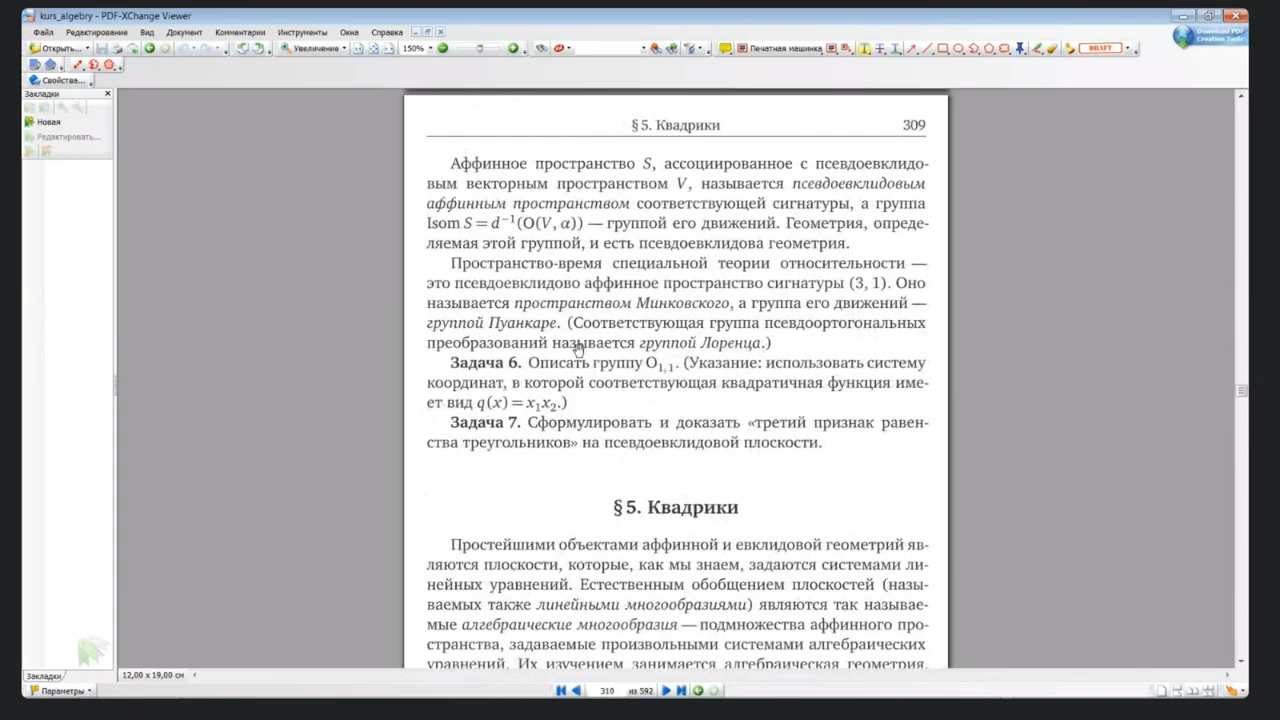 kurs_algebry - PDF-XChange Viewer
Файл Редактирование Вид Документ Комментарии Инструменты Окна Справка
Открыть... Увеличение 150% Печатная машинка DRAFT
Download PDF Creation Tools
Свойства...
Закладки
Новая
Редактировать...
§ 5. Квадрики 309
Аффинное пространство S, ассоциированное с псевдоевклидо-
вым векторным пространством V, называется псевдоевклидовым
аффинным пространством соответствующей сигнатуры, а группа
Isom S = d⁻¹(O(V, α)) — группой его движений. Геометрия, опреде-
ляемая этой группой, и есть псевдоевклидова геометрия.
Пространство-время специальной теории относительности —
это псевдоевклидово аффинное пространство сигнатуры (3, 1). Оно
называется пространством Минковского, а группа его движений —
группой Пуанкаре. (Соответствующая группа псевдоортогональных
преобразований называется группой Лоренца.)
Задача 6. Описать группу O₁,₁. (Указание: использовать систему
координат, в которой соответствующая квадратичная функция име-
ет вид q(x) = x₁x₂.)
Задача 7. Сформулировать и доказать «третий признак равен-
ства треугольников» на псевдоевклидовой плоскости.
§ 5. Квадрики
Простейшими объектами аффинной и евклидовой геометрий яв-
ляются плоскости, которые, как мы знаем, задаются системами ли-
нейных уравнений. Естественным обобщением плоскостей (назы-
ваемых также линейными многообразиями) являются так называе-
мые алгебраические многообразия — подмножества аффинного про-
странства, задаваемые произвольными системами алгебраических
уравнений. Их изучением занимается алгебраическая геометрия.
Закладки
12,00 x 19,00 см
Параметры
310 из 592